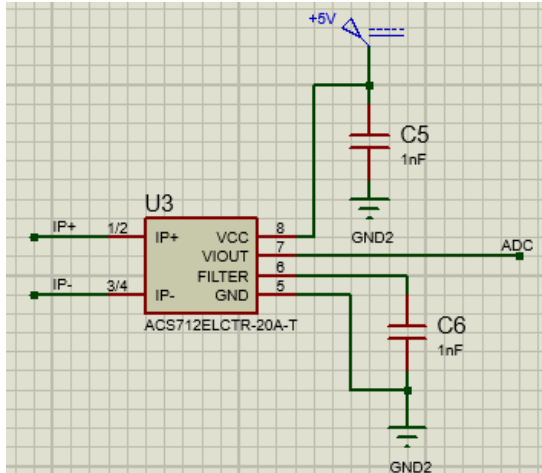 +5V
C5
1nF
GND2
U3
IP+ 1/2 IP+ VCC 8
VIOUT 7 ADC
FILTER 6
IP- 3/4 IP- GND 5
ACS712ELCTR-20A-T
C6
1nF
GND2